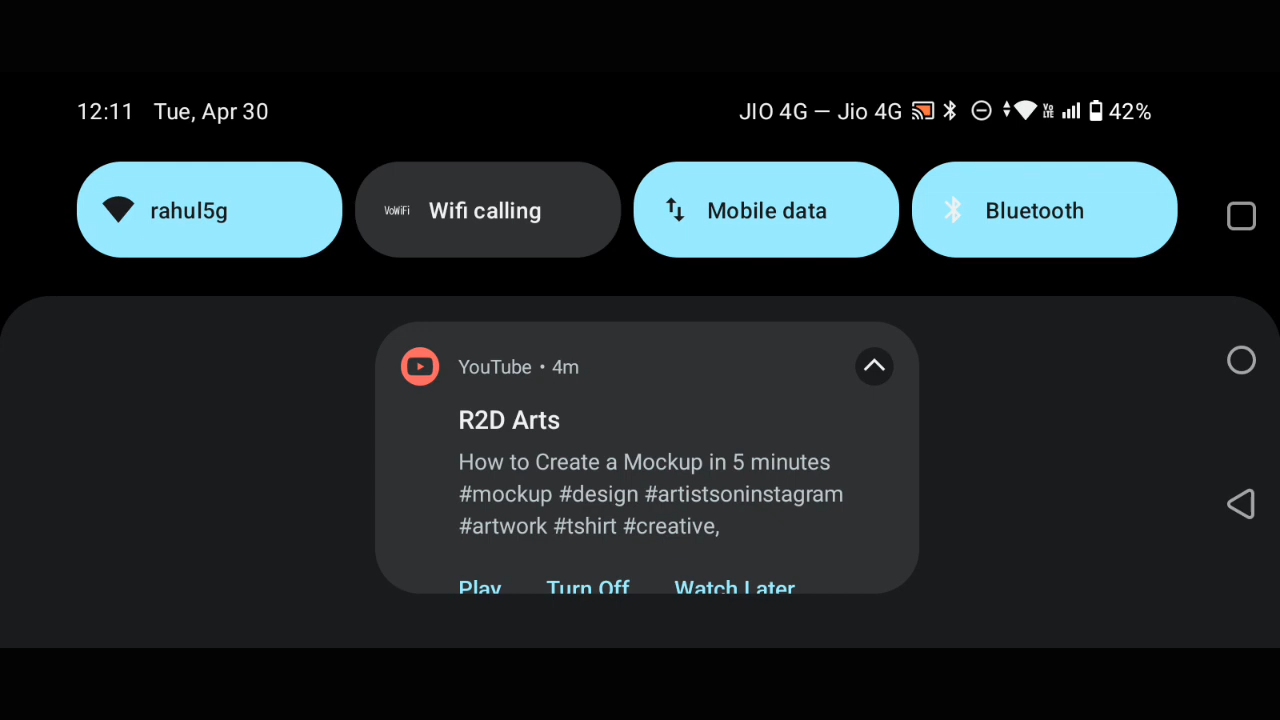 12:11 Tue, Apr 30 JIO 4G — Jio 4G Vo LTE 42%
rahul5g VoWiFi Wifi calling Mobile data Bluetooth
YouTube • 4m
R2D Arts
How to Create a Mockup in 5 minutes
#mockup #design #artistsoninstagram
#artwork #tshirt #creative,
Play Turn Off Watch Later